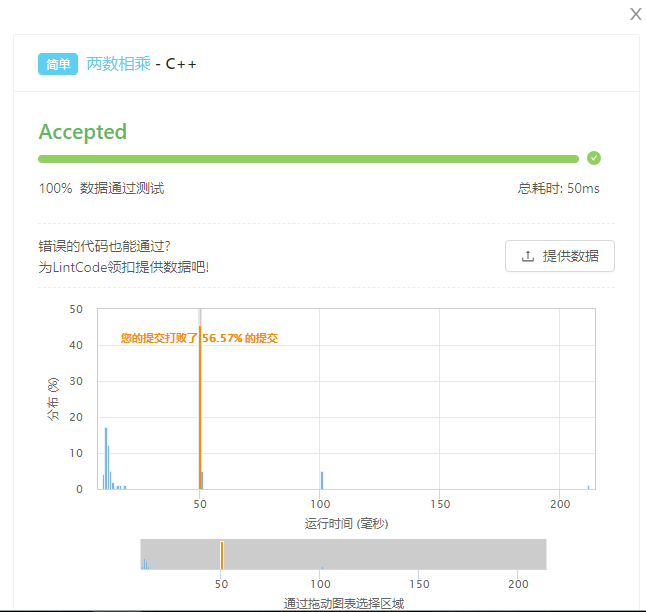 X
简单 两数相乘 - C++
Accepted
100% 数据通过测试 总耗时: 50ms
错误的代码也能通过?
为LintCode领扣提供数据吧!
提供数据
50
您的提交打败了 56.57% 的提交
40
30
20
10
0
分布 (%)
50 100 150 200
运行时间 (毫秒)
50 100 150 200
通过拖动图表选择区域